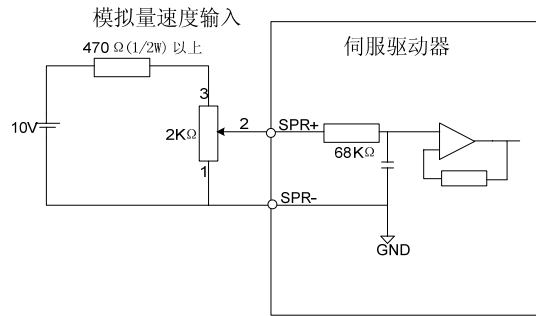 模拟量速度输入
伺服驱动器
470Ω(1/2W)以上
3
10V
2KΩ
2
SPR+
68KΩ
1
SPR-
GND